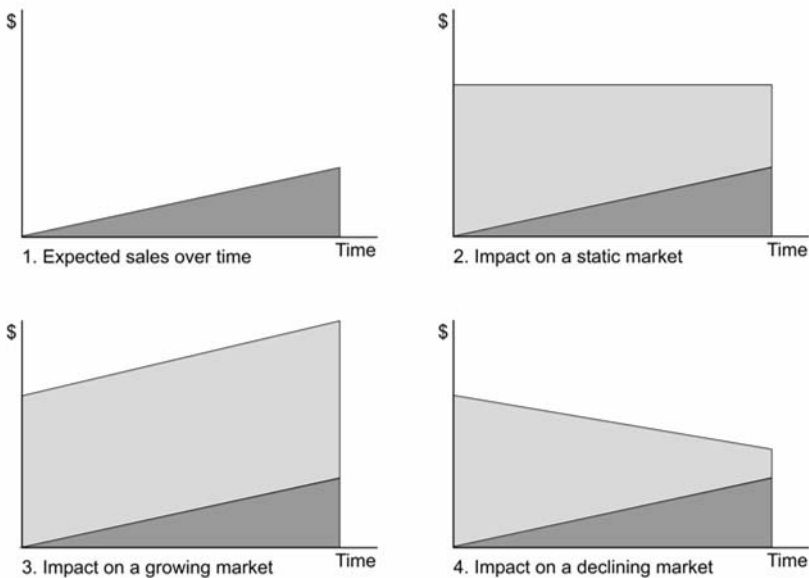 $
Time
1. Expected sales over time
$
Time
2. Impact on a static market
$
Time
3. Impact on a growing market
$
Time
4. Impact on a declining market